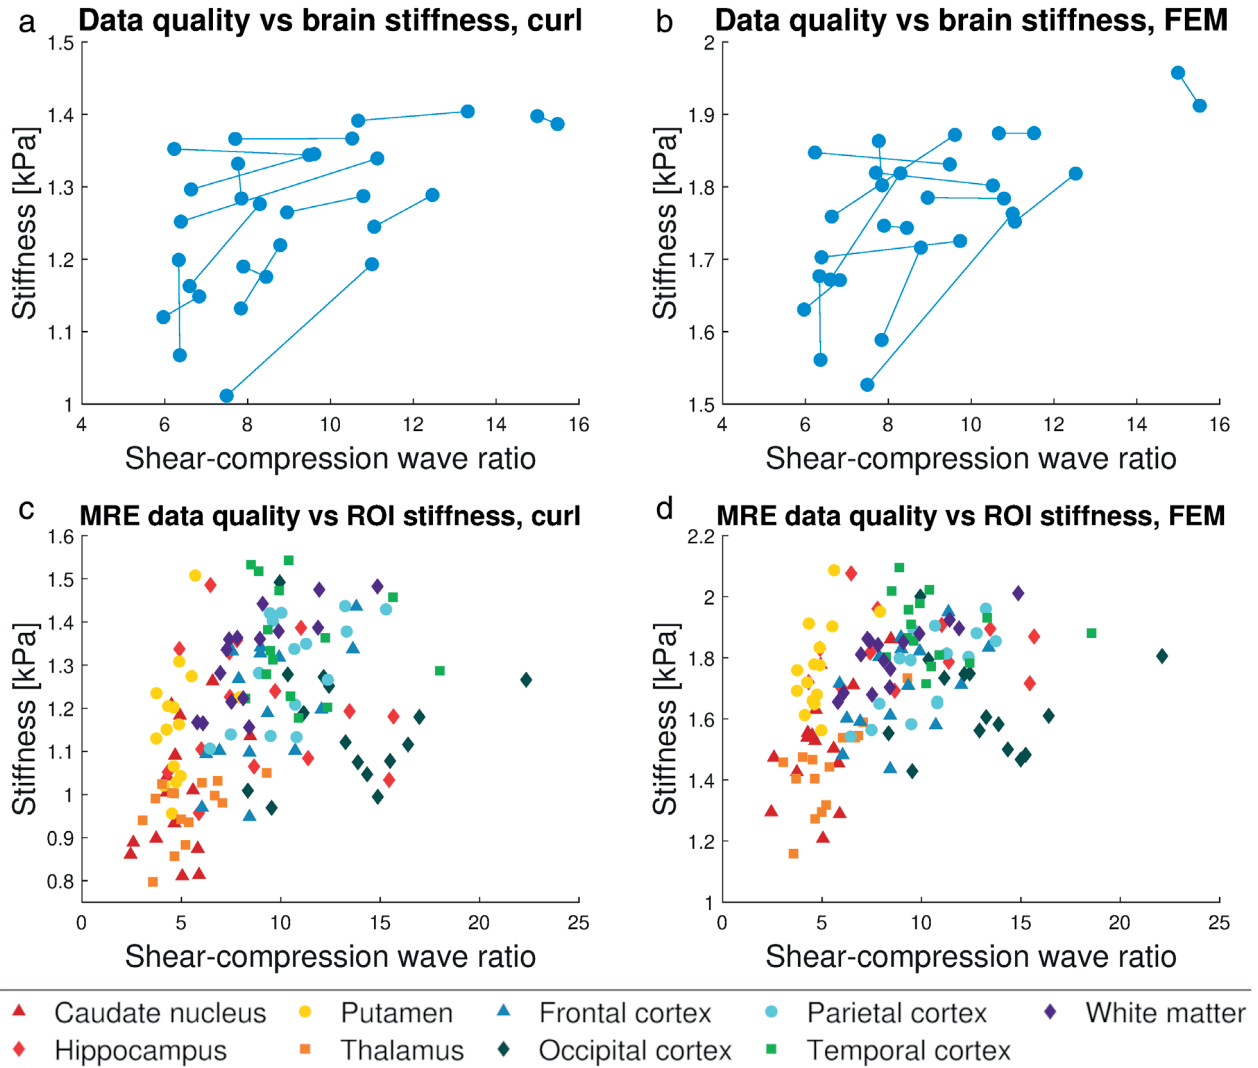 a Data quality vs brain stiffness, curl
1.5
1.4
1.3
1.2
1.1
1
4 6 8 10 12 14 16
Stiffness [kPa]
Shear-compression wave ratio
b Data quality vs brain stiffness, FEM
2
1.9
1.8
1.7
1.6
1.5
4 6 8 10 12 14 16
Stiffness [kPa]
Shear-compression wave ratio
c MRE data quality vs ROI stiffness, curl
1.6
1.5
1.4
1.3
1.2
1.1
1
0.9
0.8
0 5 10 15 20 25
Stiffness [kPa]
Shear-compression wave ratio
d MRE data quality vs ROI stiffness, FEM
2.2
2
1.8
1.6
1.4
1.2
1
0 5 10 15 20 25
Stiffness [kPa]
Shear-compression wave ratio
Caudate nucleus Putamen Frontal cortex Parietal cortex White matter
Hippocampus Thalamus Occipital cortex Temporal cortex